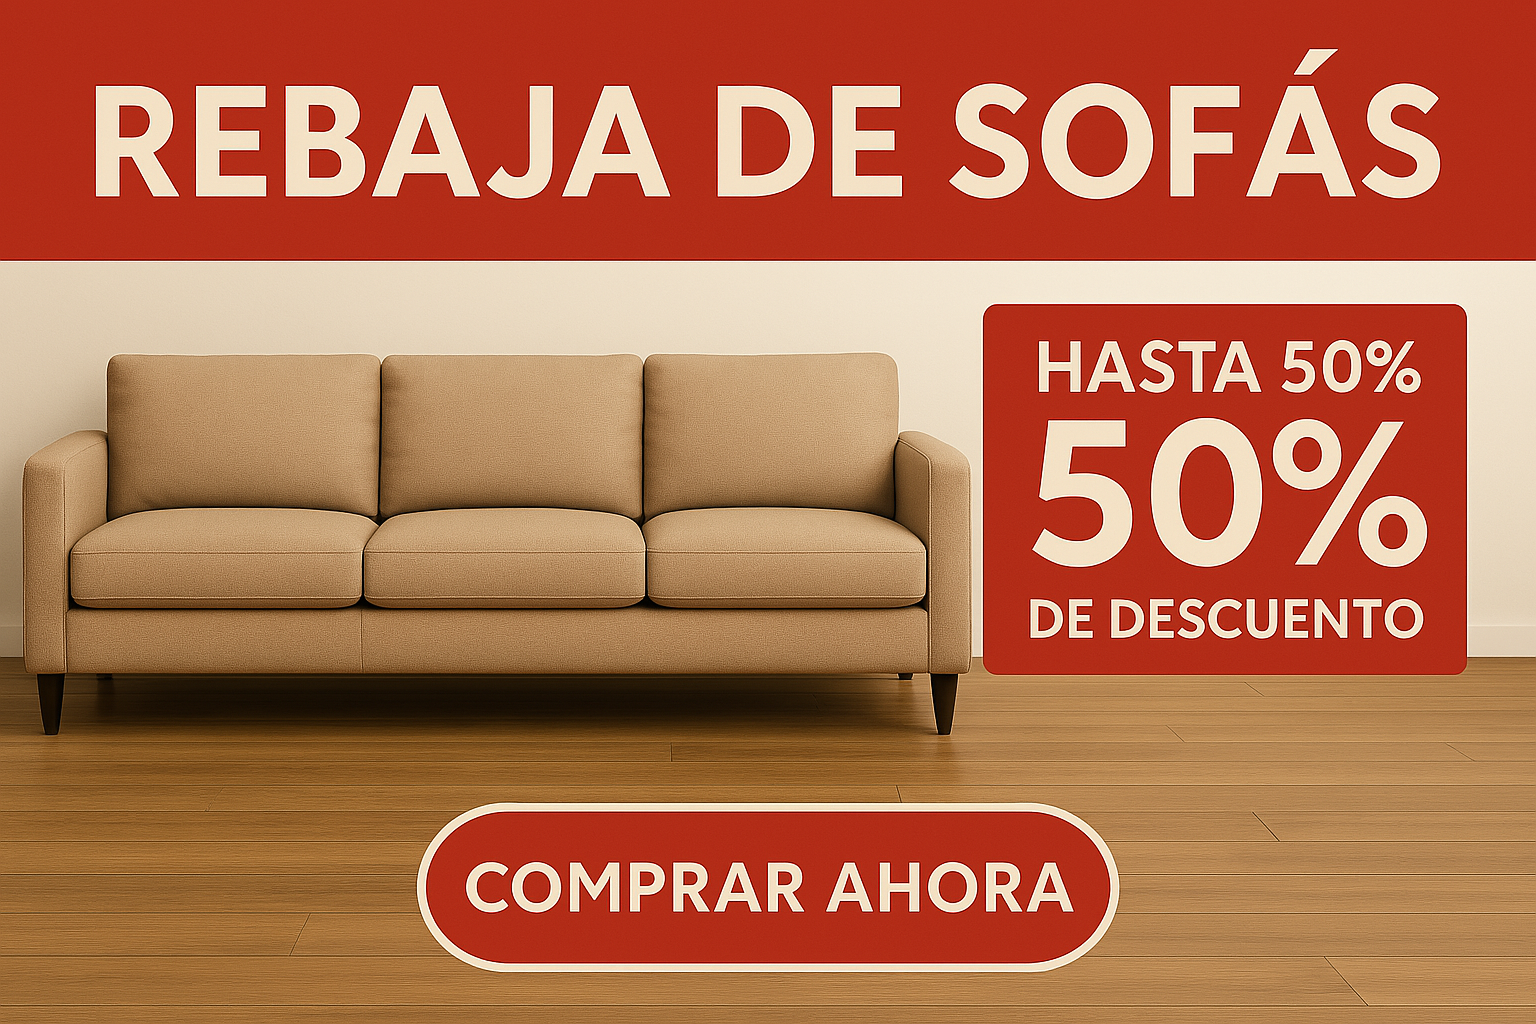 REBAJA DE SOFÁS
HASTA 50%
50%
DE DESCUENTO
COMPRAR AHORA